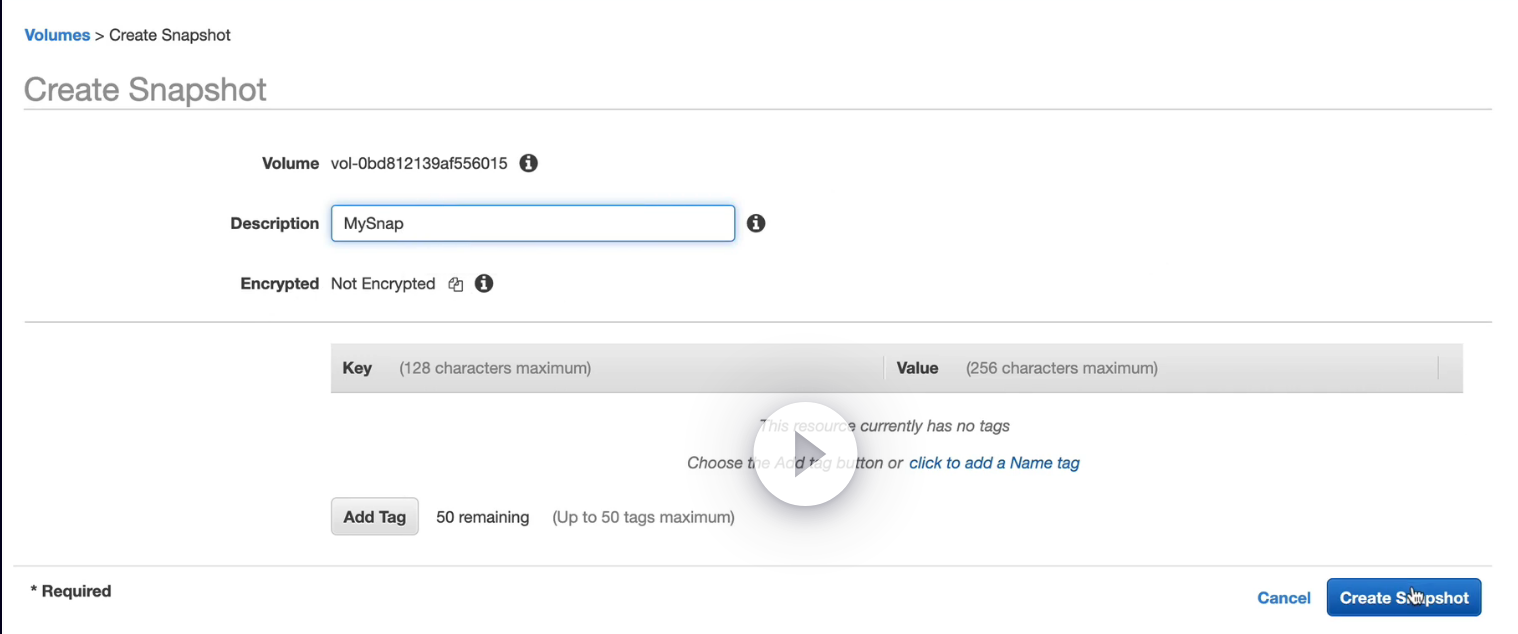 Volumes > Create Snapshot
Create Snapshot
Volume vol-0bd812139af556015
Description MySnap
Encrypted Not Encrypted
Key (128 characters maximum) Value (256 characters maximum)
This resource currently has no tags
Choose the Add tag button or click to add a Name tag
Add Tag 50 remaining (Up to 50 tags maximum)
* Required
Cancel Create Snapshot